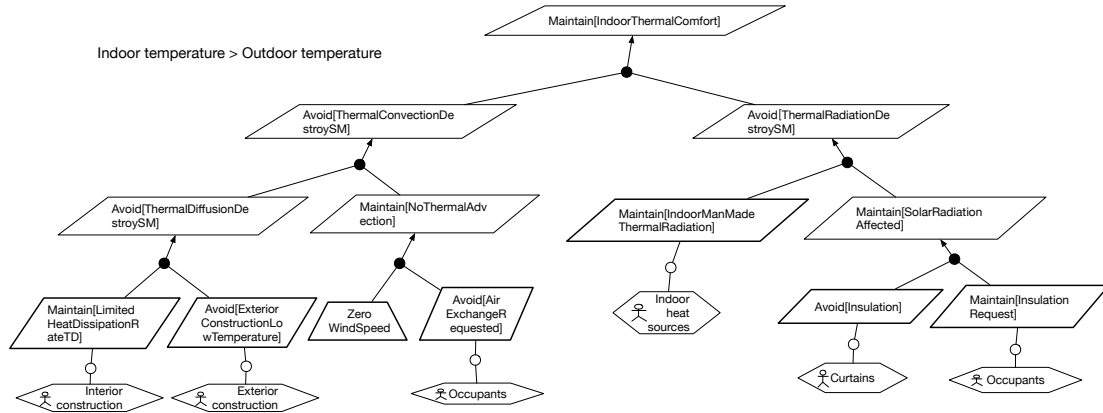 Maintain[IndoorThermalComfort]
Indoor temperature > Outdoor temperature
Avoid[ThermalConvectionDe
stroySM]
Avoid[ThermalRadiationDe
stroySM]
Avoid[ThermalDiffusionDe
stroySM]
Maintain[NoThermalAdv
ection]
Maintain[IndoorManMade
ThermalRadiation]
Maintain[SolarRadiation
Affected]
Maintain[Limited
HeatDissipationR
ateTD]
Avoid[Exterior
ConstructionLo
wTemperature]
Zero
WindSpeed
Avoid[Air
ExchangeR
equested]
Indoor
heat
sources
Avoid[Insulation]
Maintain[Insulation
Request]
Interior
construction
Exterior
construction
Occupants
Curtains
Occupants